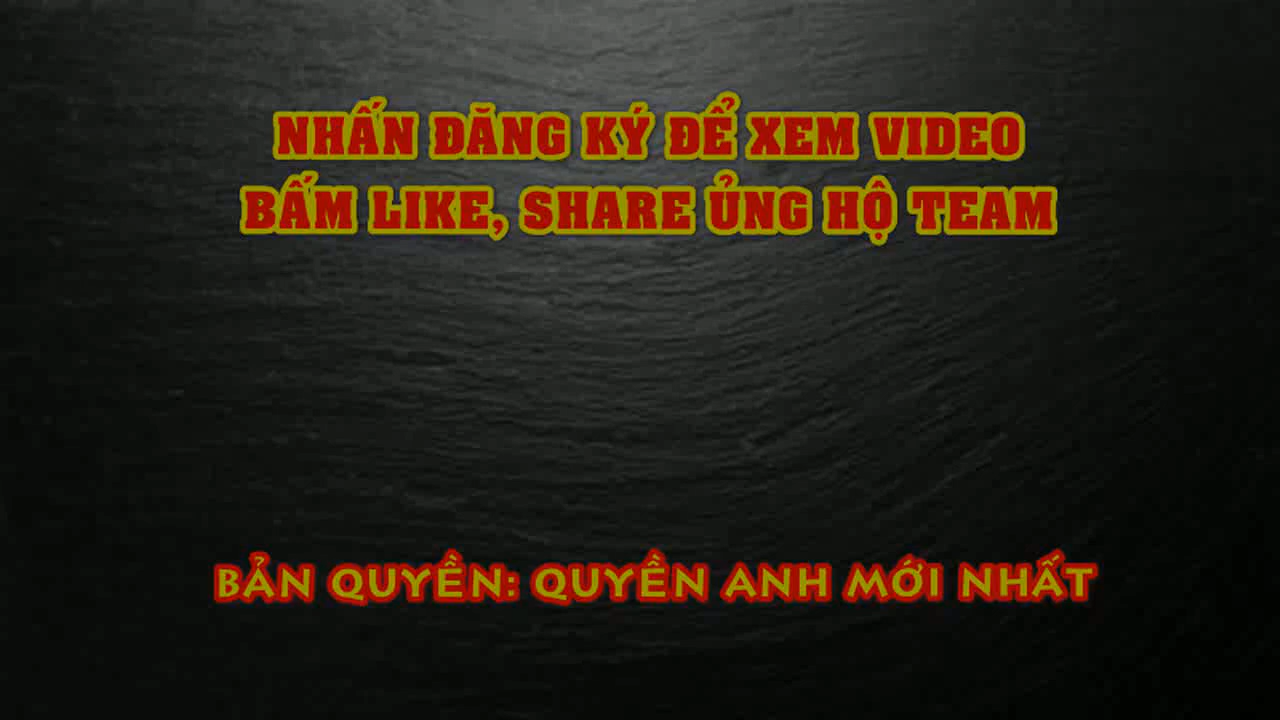 NHẤN ĐĂNG KÝ ĐỂ XEM VIDEO
BẤM LIKE, SHARE ỦNG HỘ TEAM
BẢN QUYỀN: QUYỀN ANH MỚI NHẤT